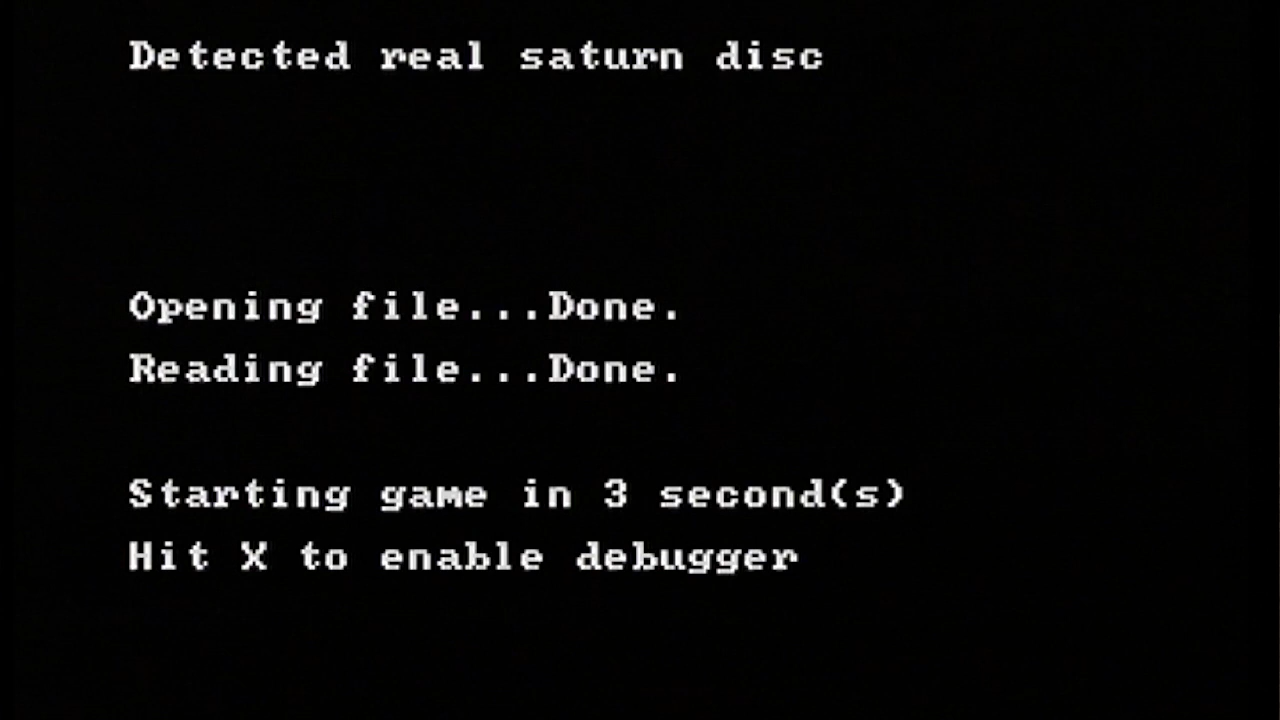 Detected real saturn disc
Opening file...Done.
Reading file...Done.
Starting game in 3 second(s)
Hit X to enable debugger